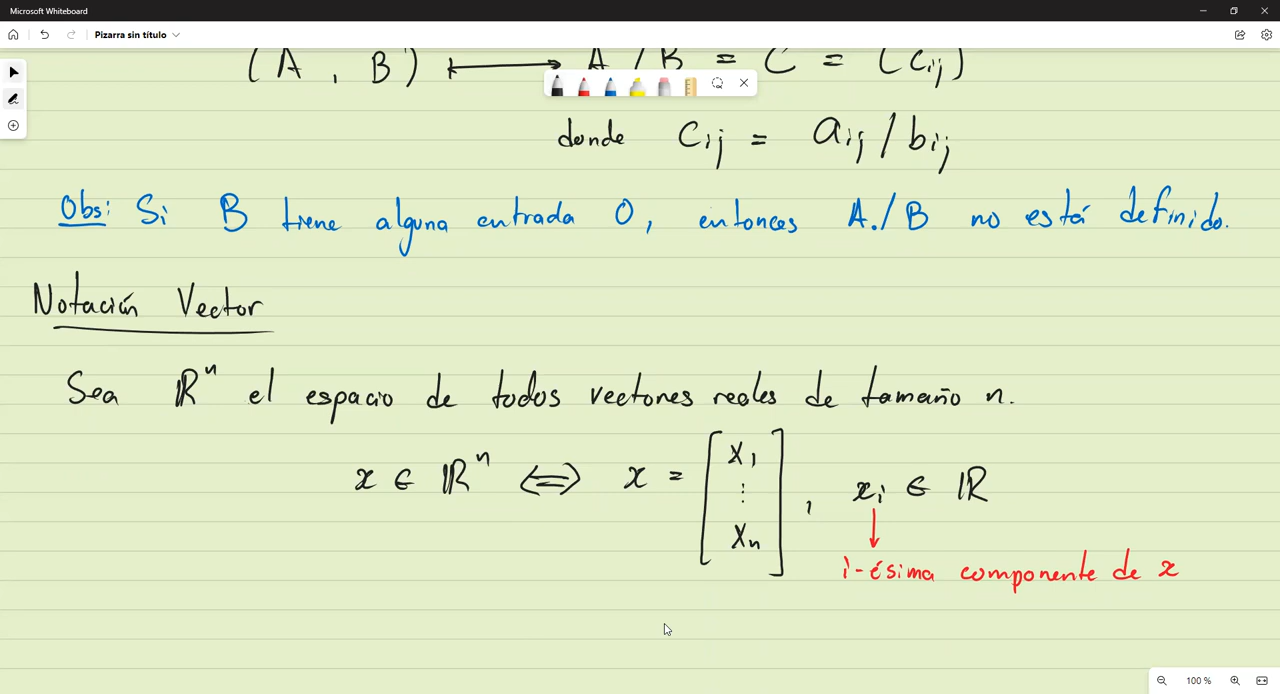 Microsoft Whiteboard
Pizarra sin título
(A , B) ⟼ A ./ B = C = (Cij)
donde Cij = aij / bij
Obs: Si B tiene alguna entrada 0, entonces A./B no está definido.
Notación Vector
Sea ℝⁿ el espacio de todos vectores reales de tamaño n.
x ∈ ℝⁿ ⟺ x = [x₁ ⋮ xₙ] , xᵢ ∈ ℝ
i-ésima componente de x
100 %